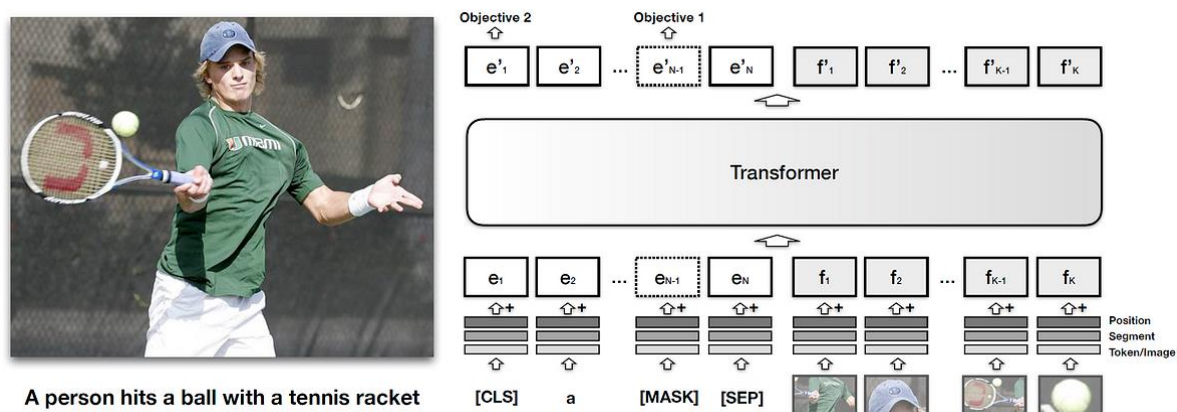 Objective 2
Objective 1
e'1 e'2 ... e'N-1 e'N f'1 f'2 ... f'K-1 f'K
MIAMI
Transformer
e1 e2 ... eN-1 eN f1 f2 ... fK-1 fK
+ + + + + + + +
Position
Segment
Token/Image
[CLS] a [MASK] [SEP]
A person hits a ball with a tennis racket